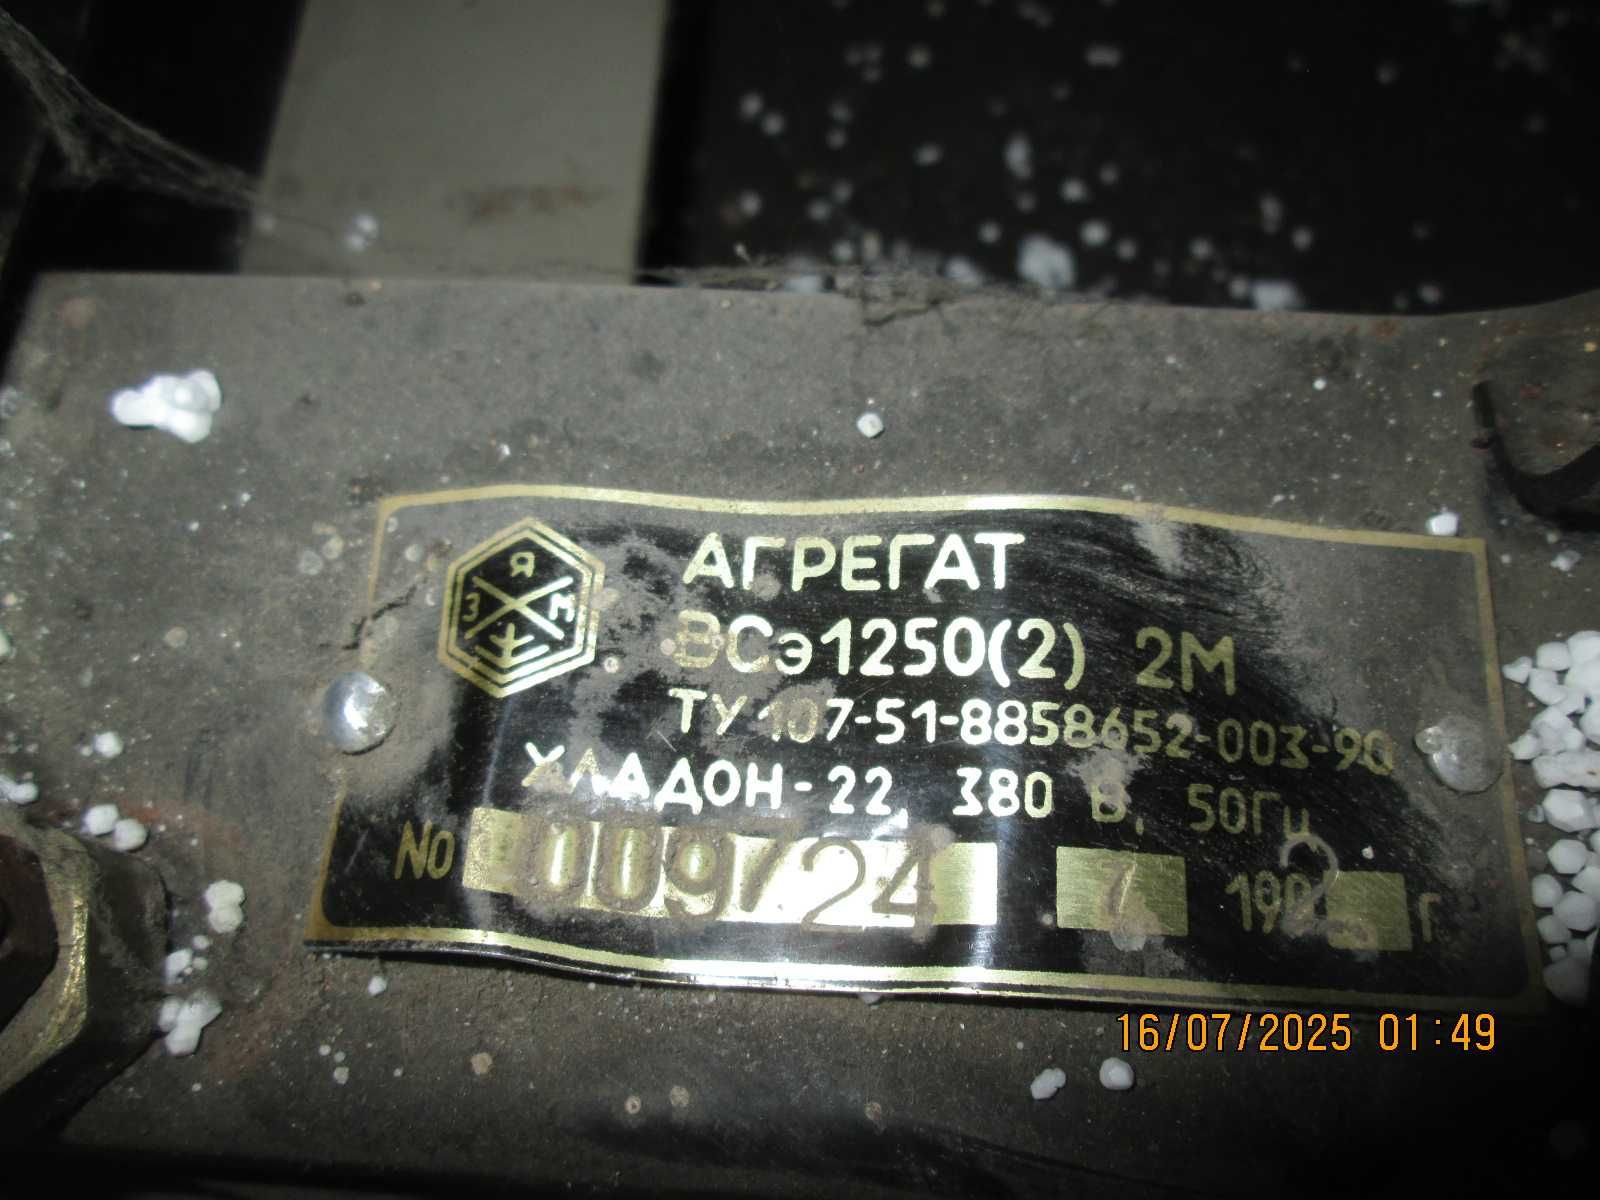 Я
З М
АГРЕГАТ
ВСэ1250(2) 2М
ТУ 107-51-8858652-003-90
ХЛАДОН-22, 380 В, 50Гц
No 009724 199 г
16/07/2025 01:49